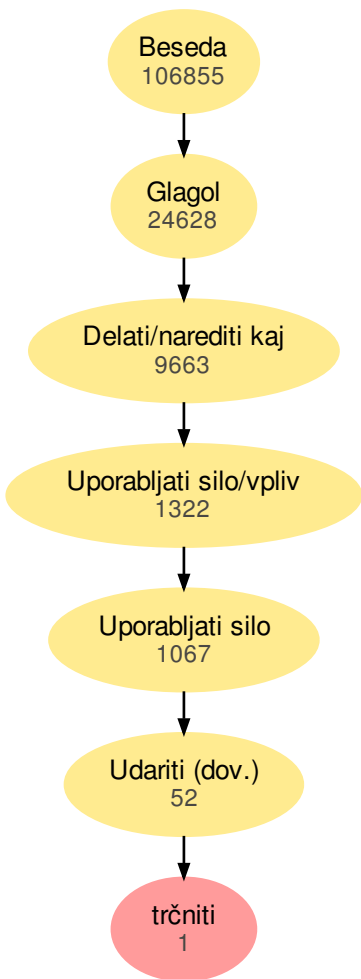 Beseda
106855
Glagol
24628
Delati/narediti kaj
9663
Uporabljati silo/vpliv
1322
Uporabljati silo
1067
Udariti (dov.)
52
trčniti
1